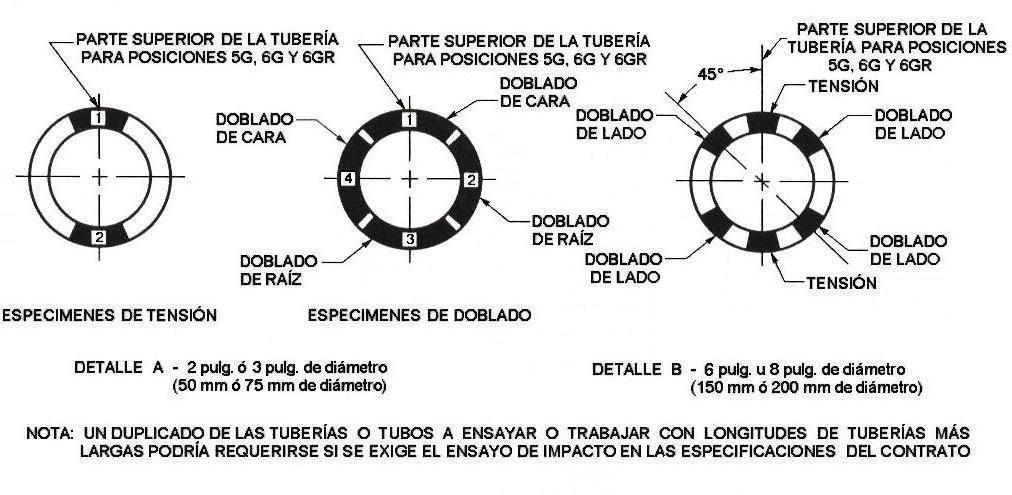 PARTE SUPERIOR DE LA TUBERÍA
PARA POSICIONES 5G, 6G Y 6GR
1
2
ESPECIMENES DE TENSIÓN
PARTE SUPERIOR DE LA TUBERÍA
PARA POSICIONES 5G, 6G Y 6GR
DOBLADO
DE CARA
DOBLADO
DE CARA
1
4
2
3
DOBLADO
DE RAÍZ
DOBLADO
DE RAÍZ
ESPECIMENES DE DOBLADO
PARTE SUPERIOR DE LA
TUBERÍA PARA POSICIONES
5G, 6G Y 6GR
45°
TENSIÓN
DOBLADO
DE LADO
DOBLADO
DE LADO
DOBLADO
DE LADO
DOBLADO
DE LADO
TENSIÓN
DETALLE A - 2 pulg. ó 3 pulg. de diámetro
(50 mm ó 75 mm de diámetro)
DETALLE B - 6 pulg. u 8 pulg. de diámetro
(150 mm ó 200 mm de diámetro)
NOTA: UN DUPLICADO DE LAS TUBERÍAS O TUBOS A ENSAYAR O TRABAJAR CON LONGITUDES DE TUBERÍAS MÁS
LARGAS PODRÍA REQUERIRSE SI SE EXIGE EL ENSAYO DE IMPACTO EN LAS ESPECIFICACIONES DEL CONTRATO